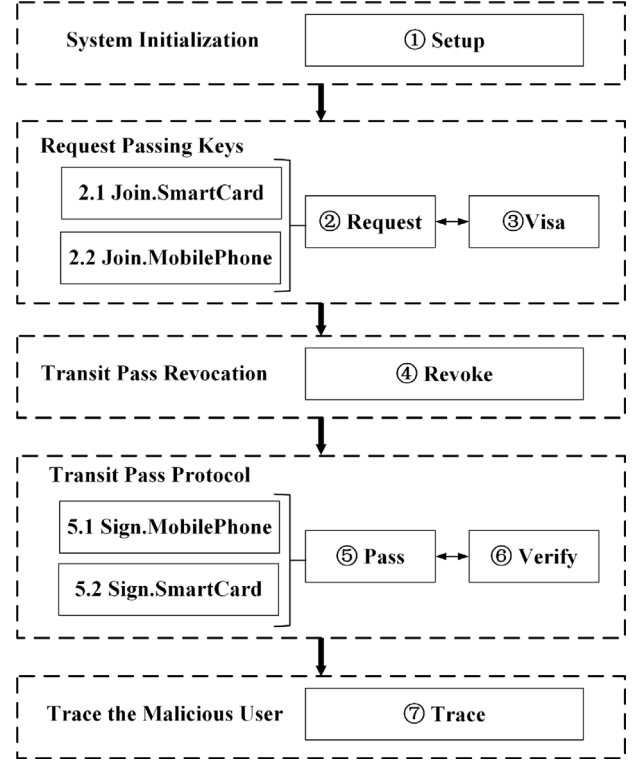 System Initialization
① Setup
Request Passing Keys
2.1 Join.SmartCard
2.2 Join.MobilePhone
② Request
③Visa
Transit Pass Revocation
④ Revoke
Transit Pass Protocol
5.1 Sign.MobilePhone
5.2 Sign.SmartCard
⑤ Pass
⑥ Verify
Trace the Malicious User
⑦ Trace